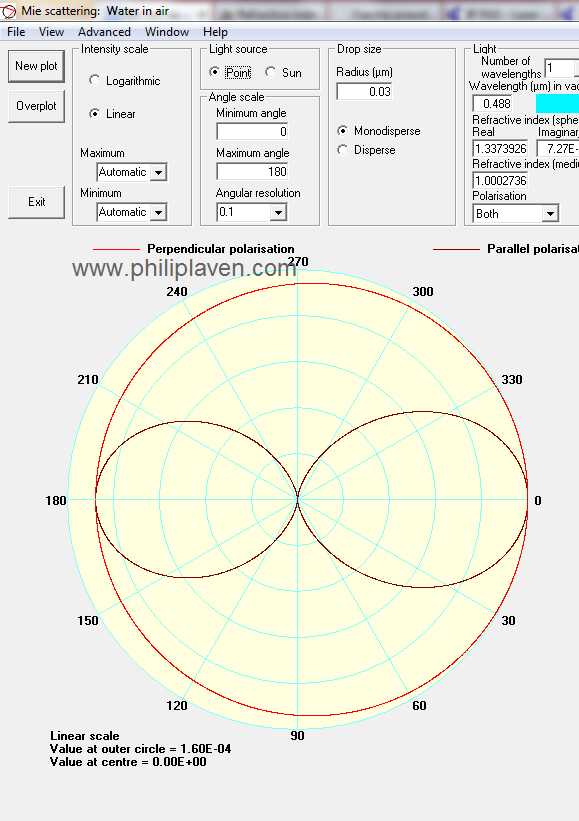 Mie scattering: Water in air
File View Advanced Window Help
New plot
Overplot
Exit
Intensity scale
Logarithmic
Linear
Maximum
Automatic
Minimum
Automatic
Light source
Point Sun
Angle scale
Minimum angle
0
Maximum angle
180
Angular resolution
0.1
Drop size
Radius (µm)
0.03
Monodisperse
Disperse
Light
Number of
wavelengths 1
Wavelength (µm) in vac
0.488
Refractive index (sphe
Real Imaginar
1.3373926 7.27E-
Refractive index (medi
1.0002736
Polarisation
Both
Perpendicular polarisation Parallel polarisat
www.philiplaven.com
270
240 300
210 330
180 0
150 30
120 60
90
Linear scale
Value at outer circle = 1.60E-04
Value at centre = 0.00E+00